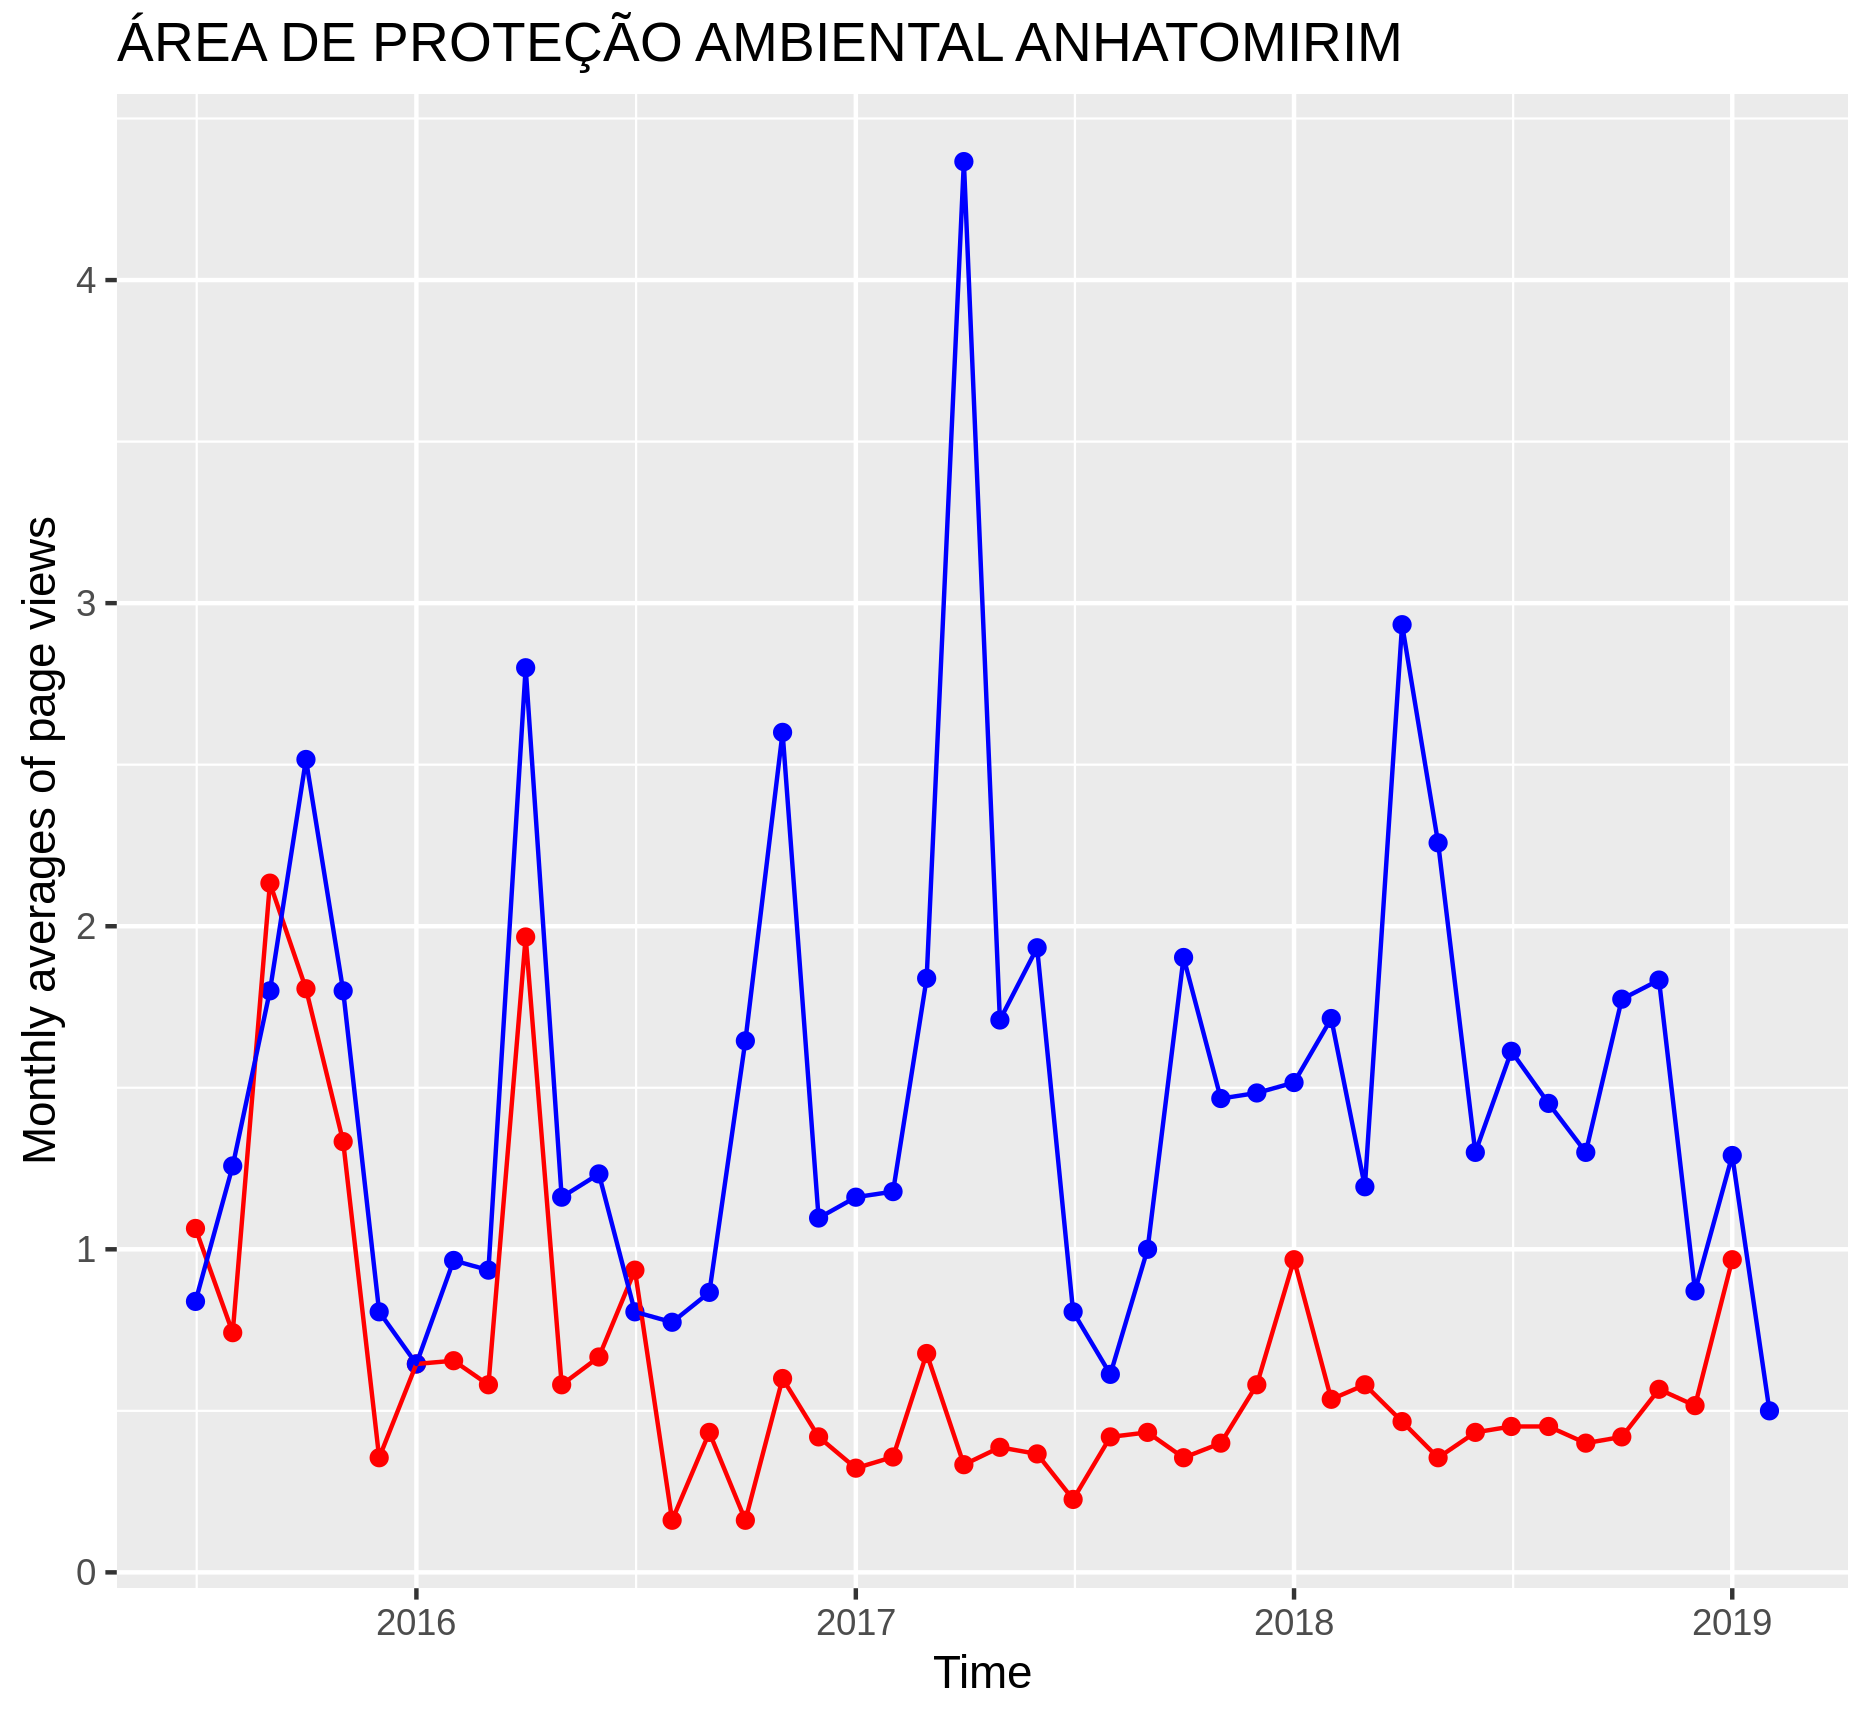 ÁREA DE PROTEÇÃO AMBIENTAL ANHATOMIRIM
Monthly averages of page views
4
3
2
1
0
2016 2017 2018 2019
Time